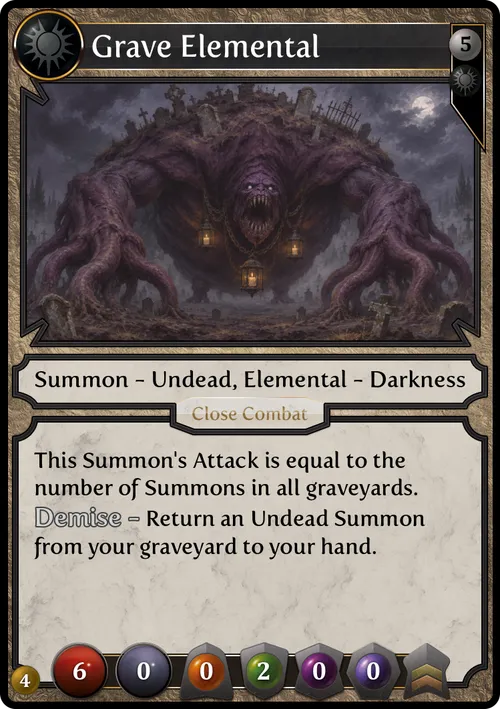 Grave Elemental
5
Summon – Undead, Elemental – Darkness
Close Combat
This Summon's Attack is equal to the
number of Summons in all graveyards.
Demise – Return an Undead Summon
from your graveyard to your hand.
4 6* 0* 0 2 0 0